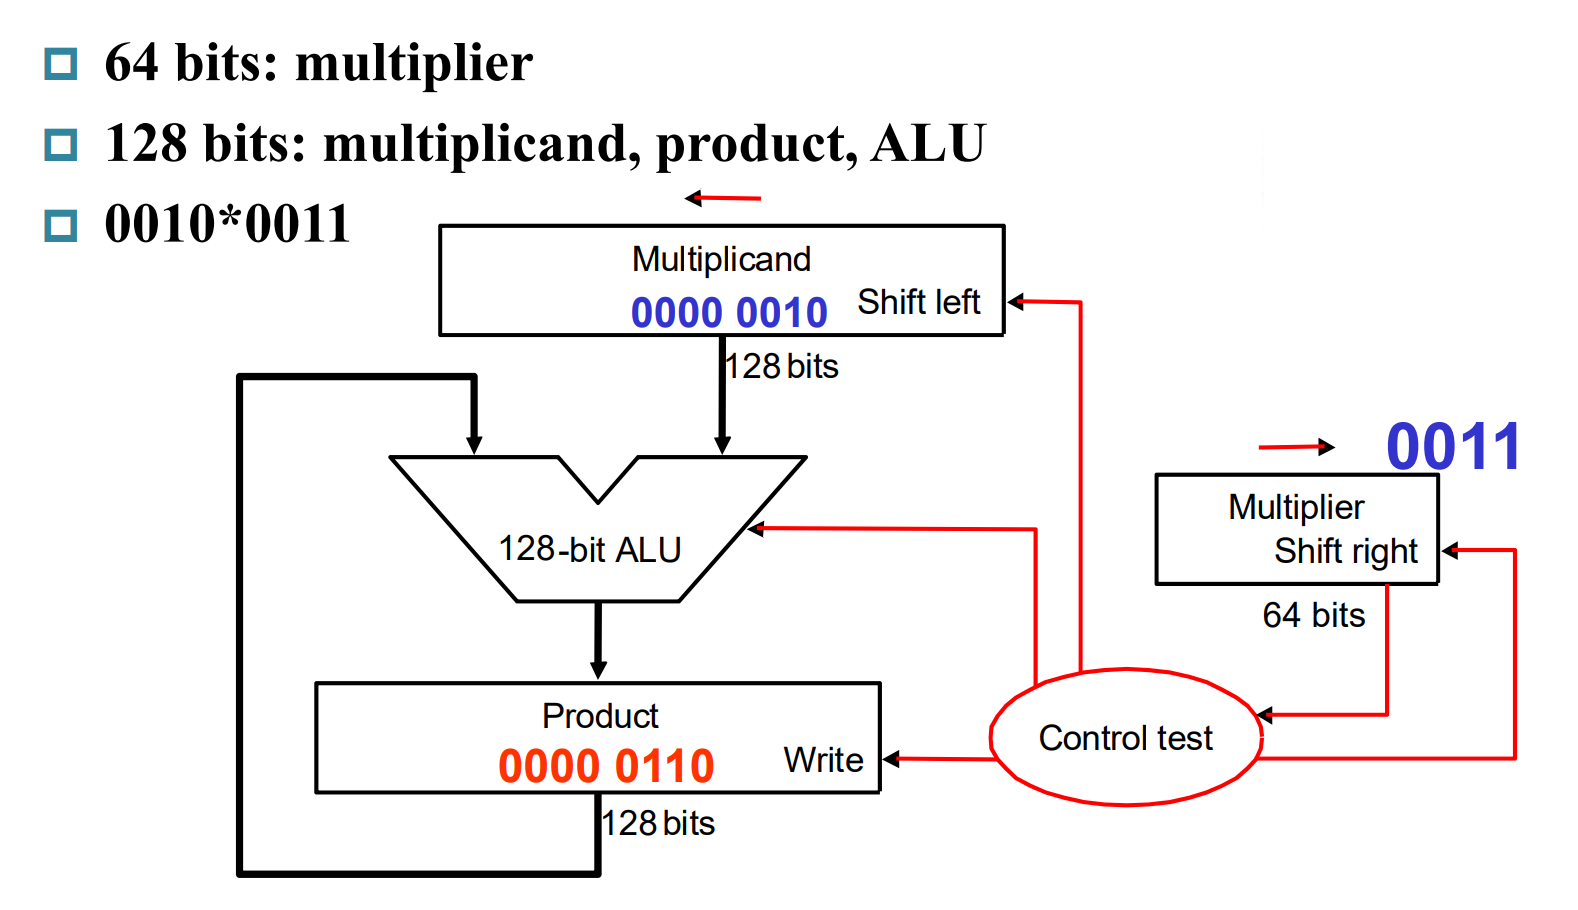 64 bits: multiplier
128 bits: multiplicand, product, ALU
0010*0011
Multiplicand
0000 0010
Shift left
128 bits
0011
Multiplier
Shift right
64 bits
128-bit ALU
Product
0000 0110
Write
128 bits
Control test